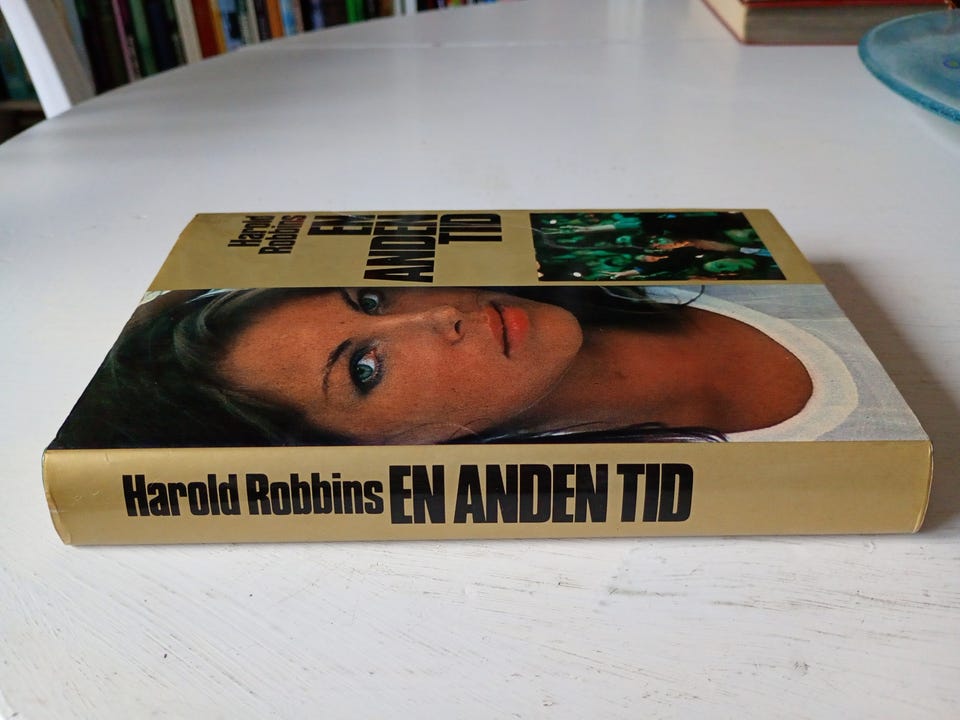 Harold
Robbins
EN
ANDEN
TID
Harold Robbins EN ANDEN TID